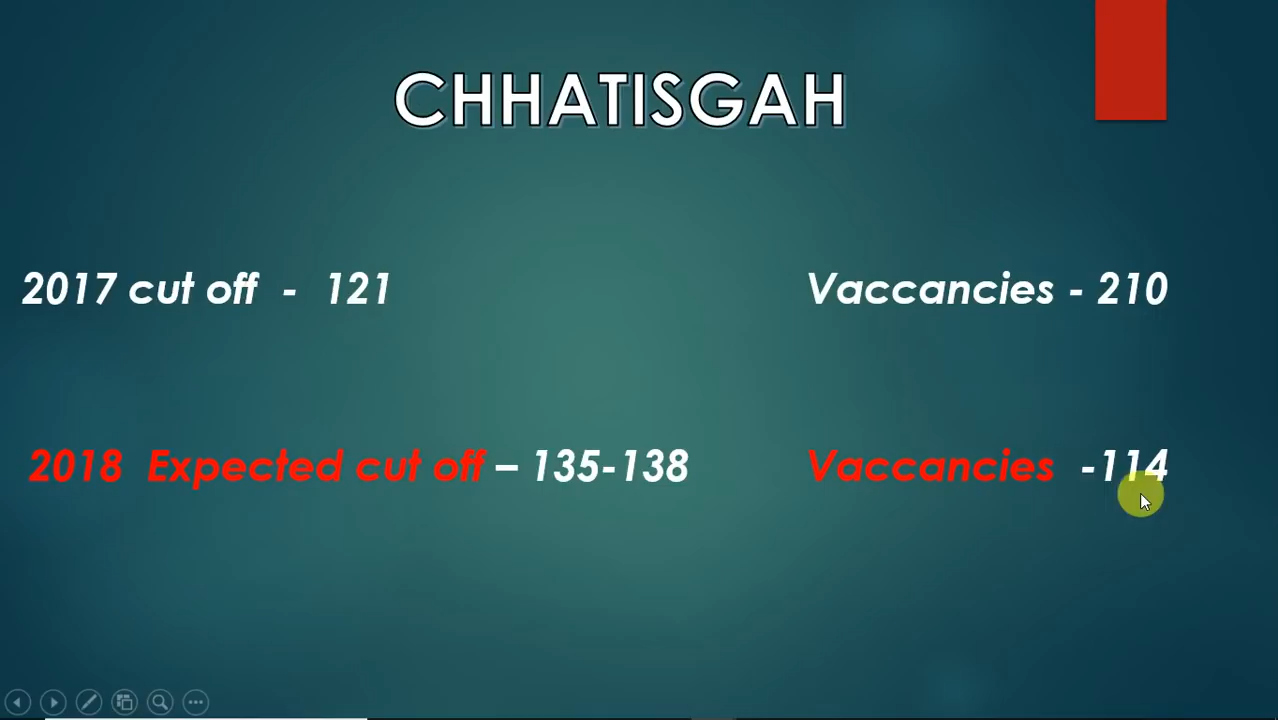 CHHATISGAH
2017 cut off - 121
Vaccancies - 210
2018 Expected cut off – 135-138
Vaccancies -114